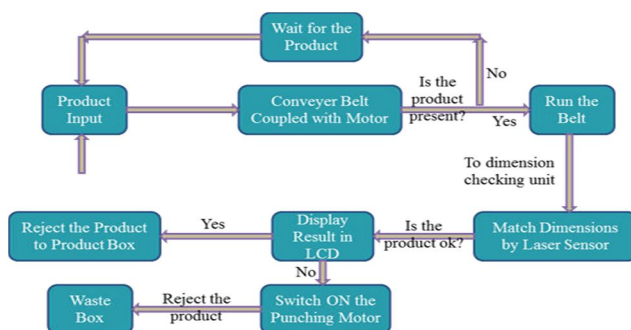 Wait for the
Product
Is the
product
present?
No
Yes
Product
Input
Conveyer Belt
Coupled with Motor
Run the
Belt
To dimension
checking unit
Reject the Product
to Product Box
Yes
Display
Result in
LCD
Is the
product ok?
Match Dimensions
by Laser Sensor
No
Waste
Box
Reject the
product
Switch ON the
Punching Motor